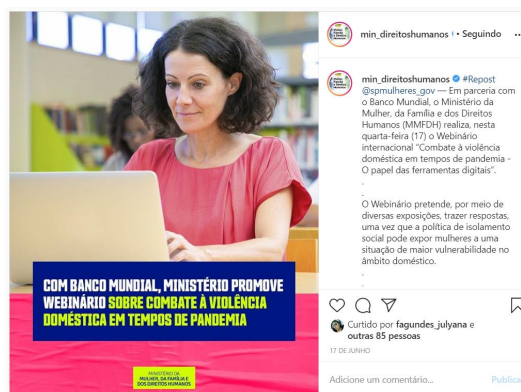 COM BANCO MUNDIAL, MINISTÉRIO PROMOVE
WEBINÁRIO SOBRE COMBATE À VIOLÊNCIA
DOMÉSTICA EM TEMPOS DE PANDEMIA
MINISTÉRIO DA
MULHER, DA FAMÍLIA E
DOS DIREITOS HUMANOS
min_direitoshumanos • Seguindo ...
min_direitoshumanos #Repost
@spmulheres_gov — Em parceria com
o Banco Mundial, o Ministério da
Mulher, da Família e dos Direitos
Humanos (MMFDH) realiza, nesta
quarta-feira (17) o Webinário
internacional "Combate à violência
doméstica em tempos de pandemia -
O papel das ferramentas digitais".
.
.
O Webinário pretende, por meio de
diversas exposições, trazer respostas,
uma vez que a política de isolamento
social pode expor mulheres a uma
situação de maior vulnerabilidade no
âmbito doméstico.
.
.
Curtido por fagundes_julyana e
outras 85 pessoas
17 DE JUNHO
Adicione um comentário...